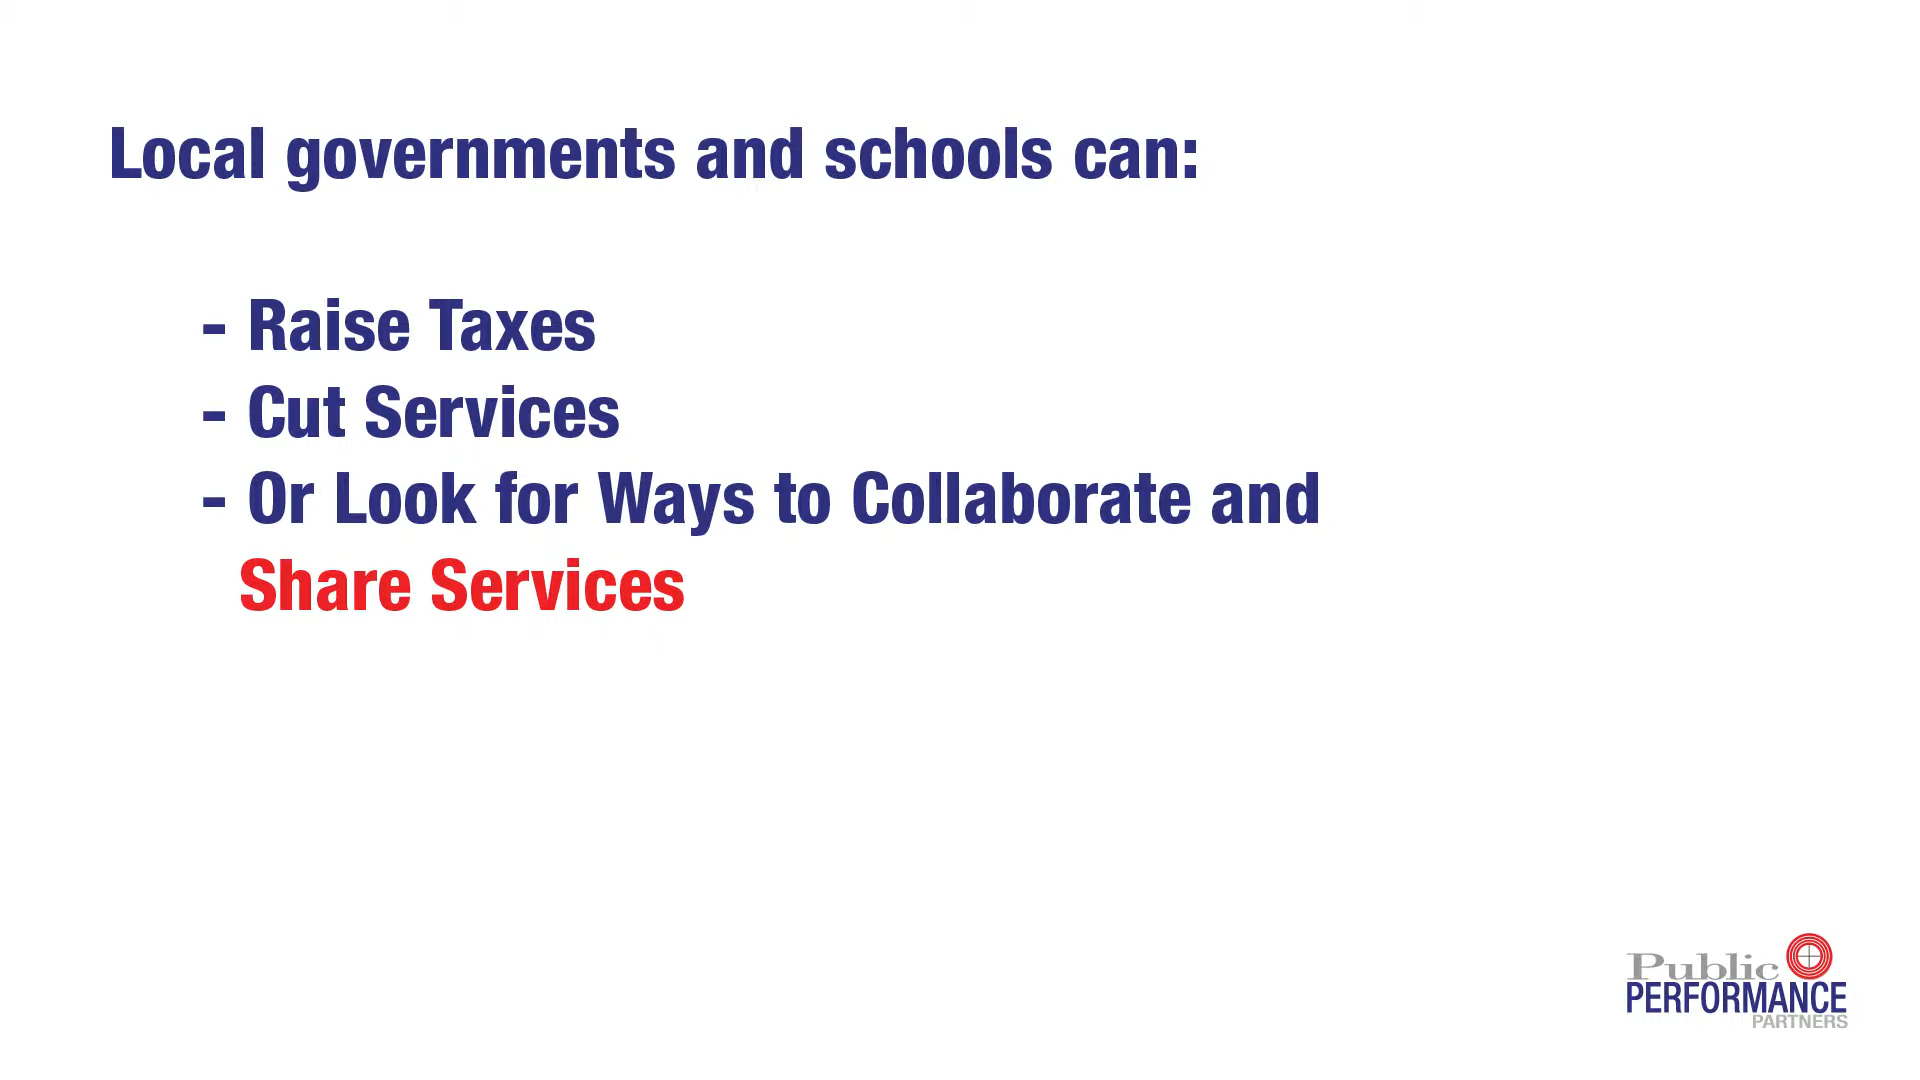 Local governments and schools can:
- Raise Taxes
- Cut Services
- Or Look for Ways to Collaborate and
Share Services
Public
PERFORMANCE
PARTNERS